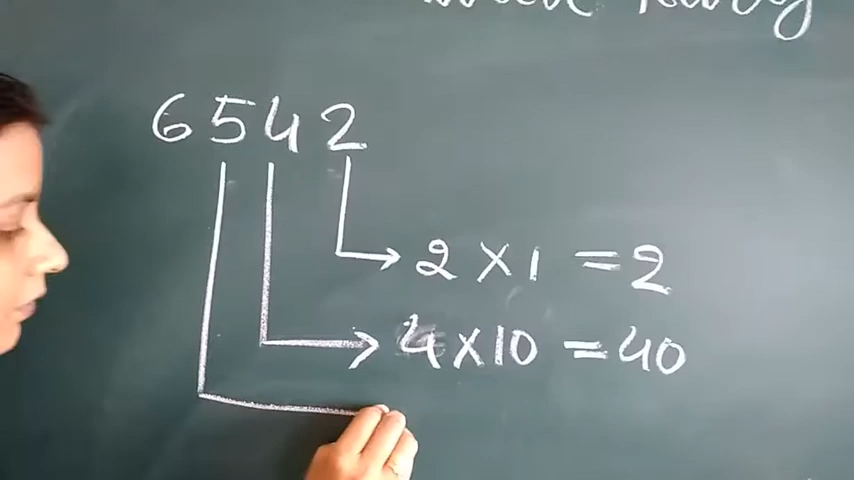 6542
2 × 1 = 2
4 × 10 = 40